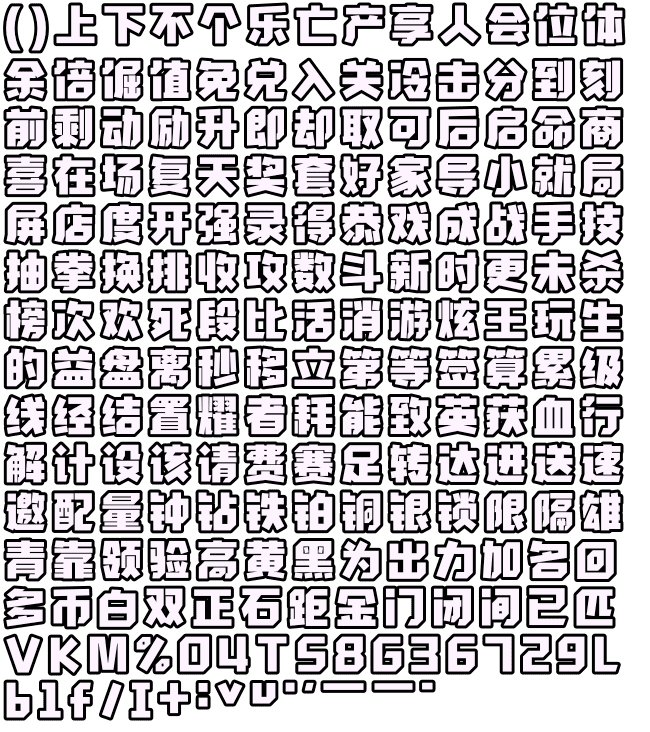 ()上下不个乐亡产享人会位体
余倍倔值免兑入关冷击分到刻
前剩动励升即却取可后启命商
喜在场复天奖套好家导小就局
屏店度开强录得恭戏成战手技
抽拳换排收攻数斗新时更未杀
榜次欢死段比活消游炫王玩生
的益盘离秒移立第等签算累级
线经结置耀者耗能致英获血行
解计设该请费赛足转达进送速
邀配量钟钻铁铂铜银锁限隔雄
青靠领验高黄黑为出力加名回
多币白双正石距金门闭间已匹
VKM%04TS8G36729L
blf/I+: